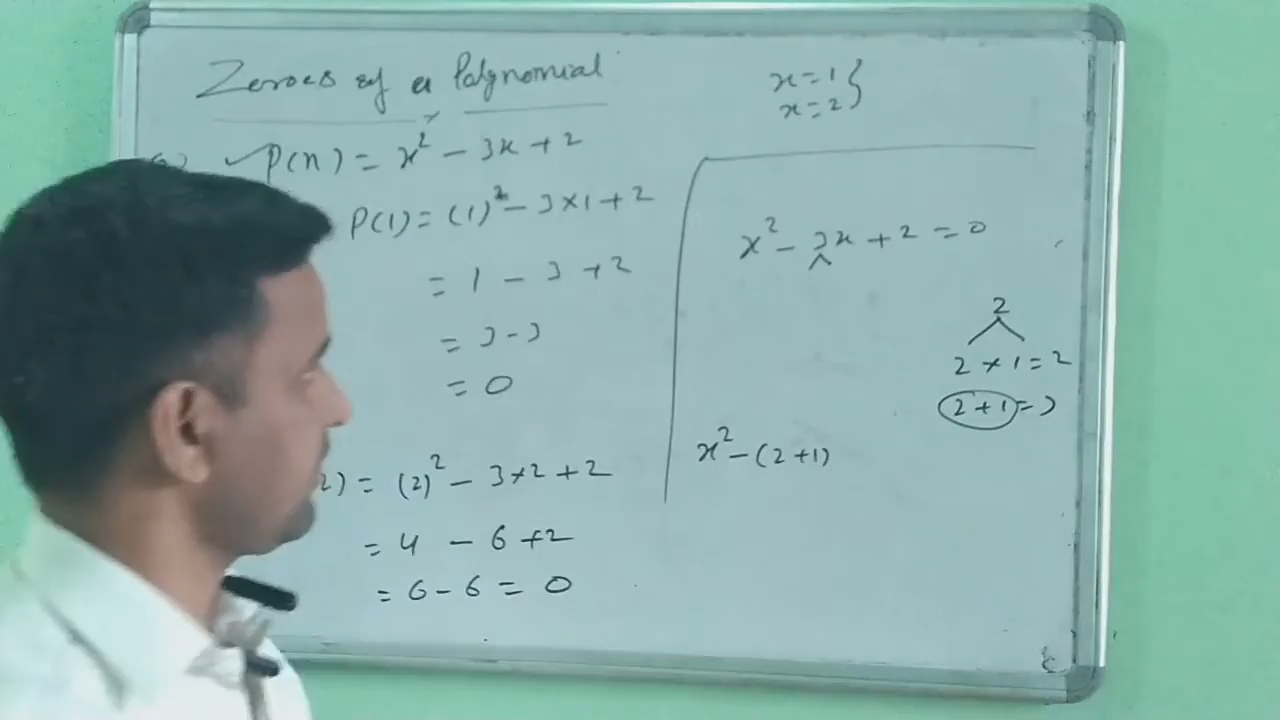 Zeroes of a Polynomial
P(x) = x² - 3x + 2
P(1) = (1)² - 3×1 + 2
= 1 - 3 + 2
= 3 - 3
= 0
2) = (2)² - 3×2 + 2
= 4 - 6 + 2
= 6 - 6 = 0
x = 1 }
x = 2
x² - 3x + 2 = 0
2
2 × 1 = 2
2 + 1 = 3
x² - (2+1)